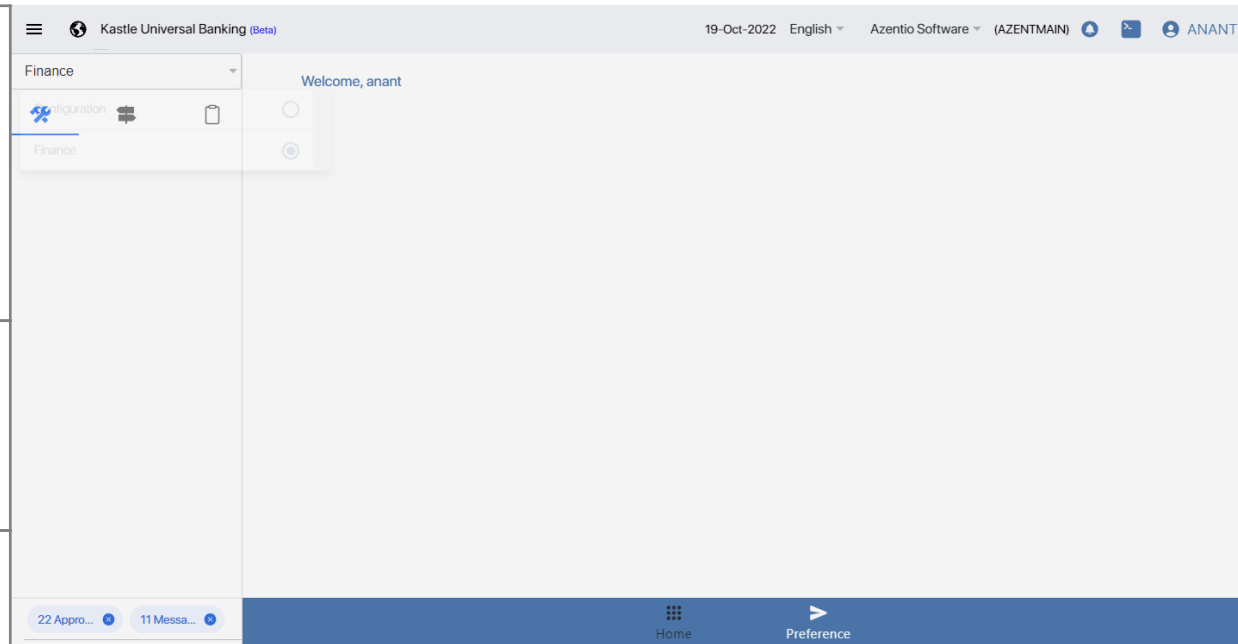 Kastle Universal Banking (Beta) 19-Oct-2022 English Azentio Software (AZENTMAIN) ANANT
Finance
Welcome, anant
Configuration
Finance
22 Appro... 11 Messa...
Home Preference